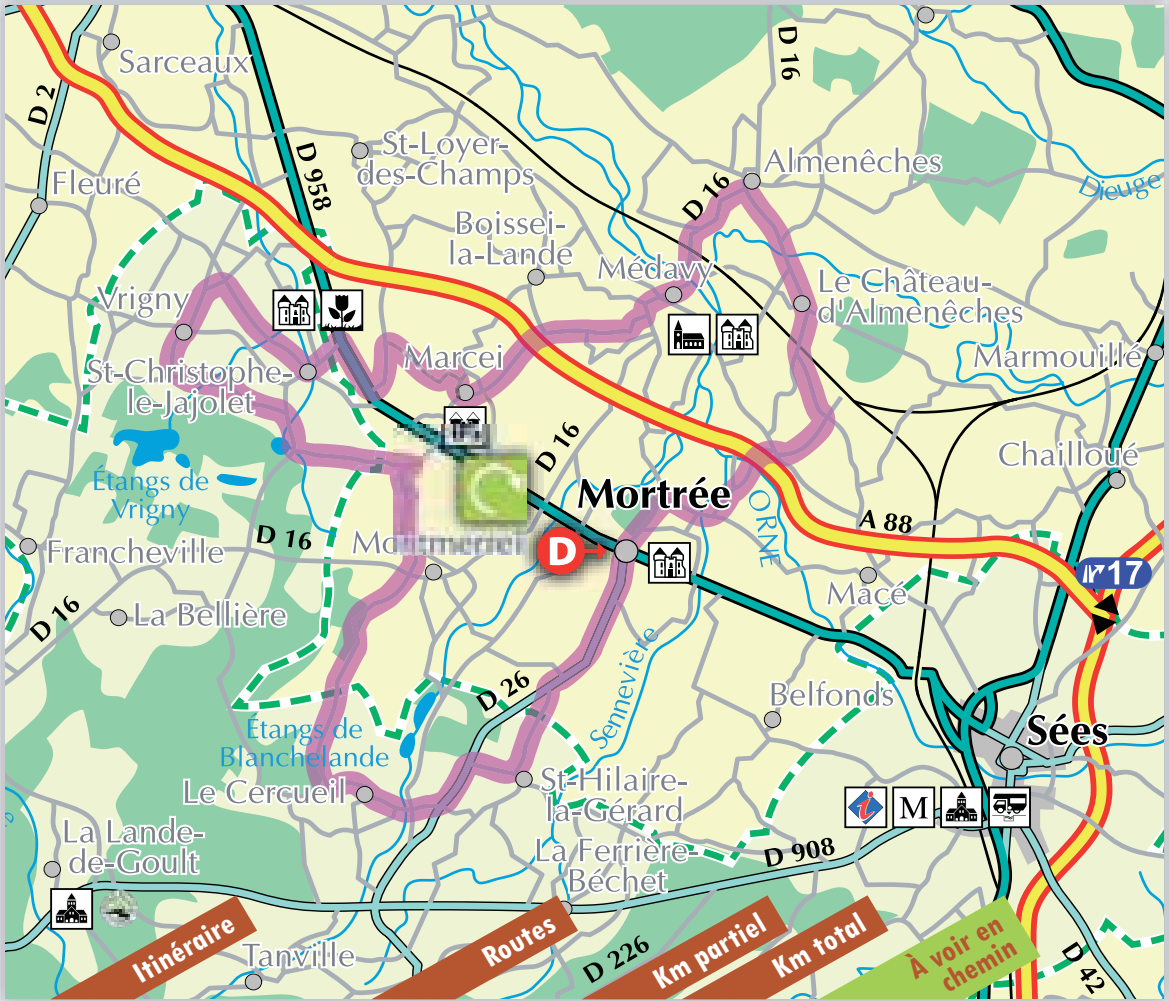 D 16
Sarceaux
D 2
St-Loyer-
des-Champs
D 958
Almenêches
Fleuré
Dieuge
D 16
Boissei-
la-Lande
Médavy
Le Château-
d'Almenêches
Vrigny
Marcei
Marmouillé
St-Christophe-
le-Jajolet
D 16
Chailloué
Étangs de
Vrigny
Mortrée
ORNE
A 88
D 16
Francheville
D
17
Macé
D 16
La Bellière
Sennevière
D 26
Belfonds
Étangs de
Blanchelande
Sées
Le Cercueil
St-Hilaire-
la-Gérard
i
M
La Lande-
de-Goult
La Ferrière-
Béchet
D 908
Itinéraire
Routes
Km partiel
Km total
À voir en
chemin
Tanville
D 226
D 42